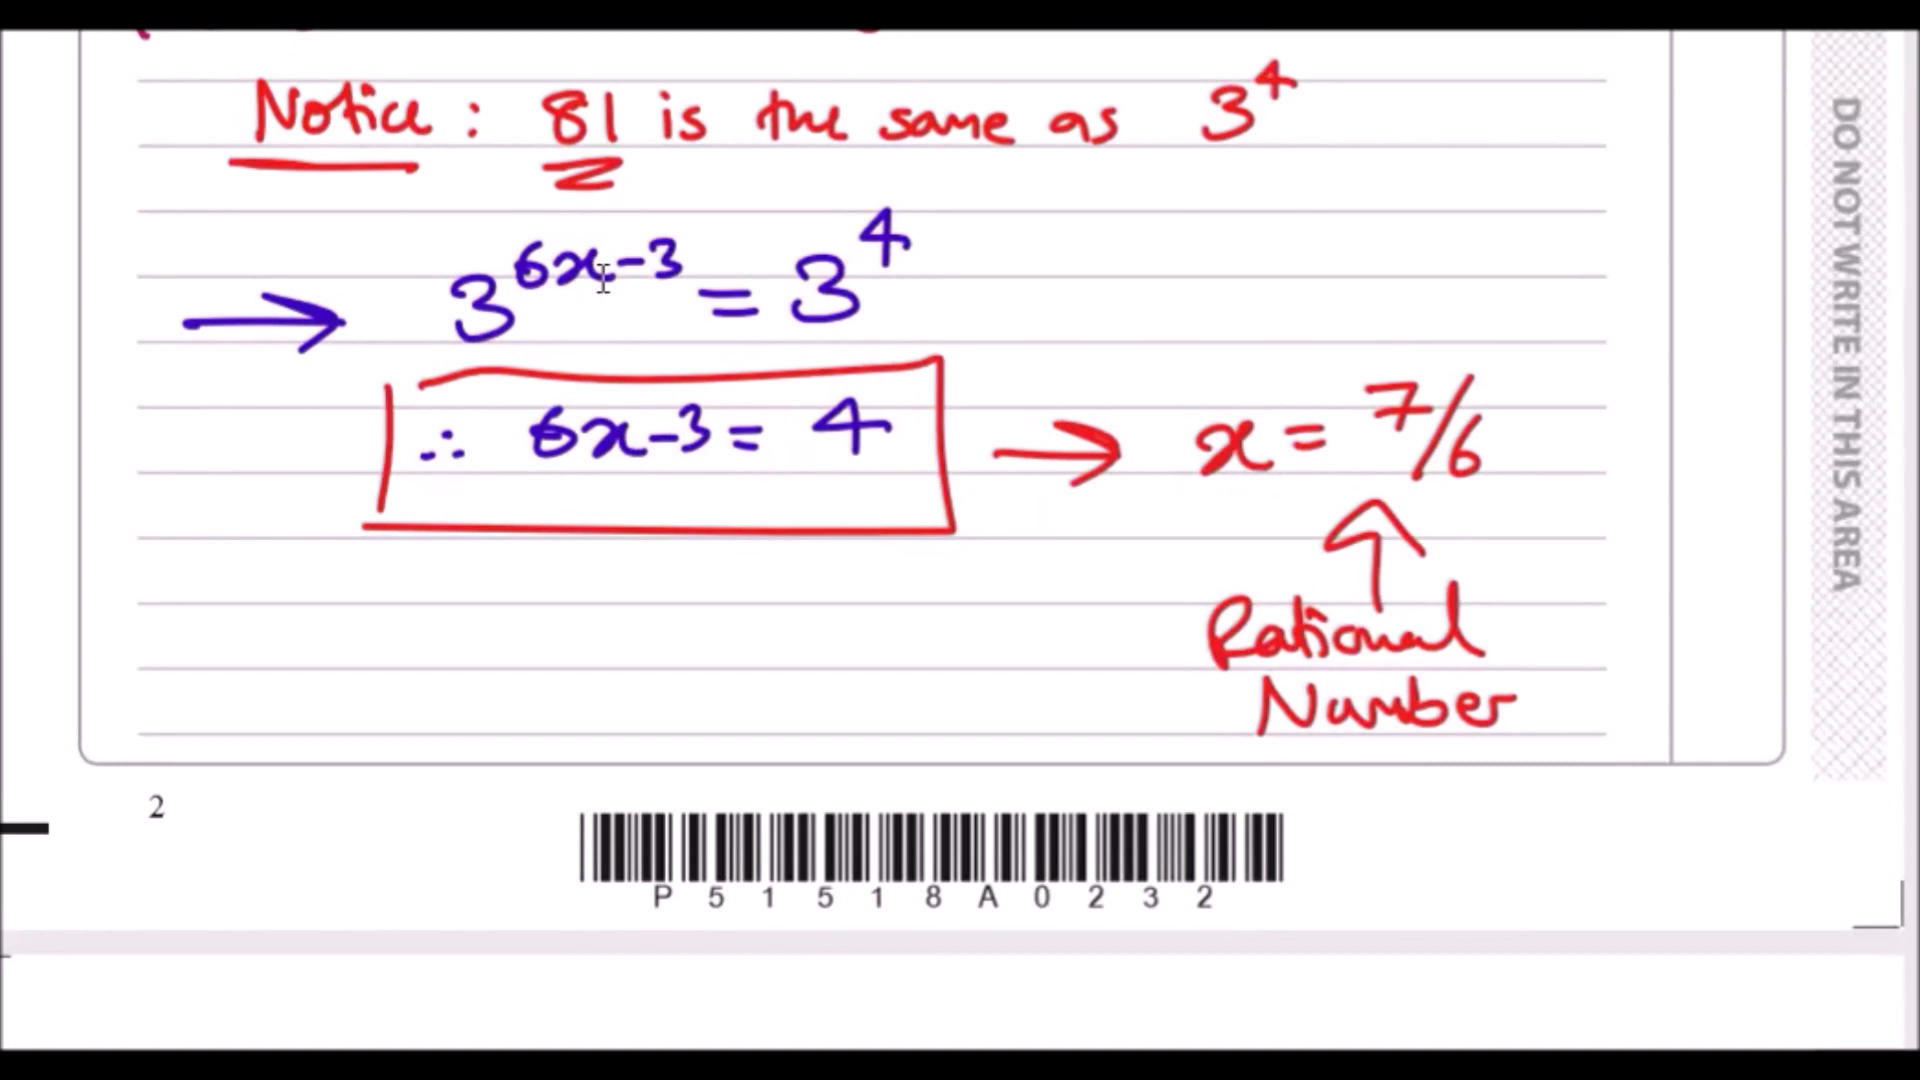 Notice: 81 is the same as 3⁴
→ 3^(6x-3) = 3⁴
∴ 6x-3 = 4 → x = 7/6
Rational
Number
2
P 5 1 5 1 8 A 0 2 3 2
DO NOT WRITE IN THIS AREA